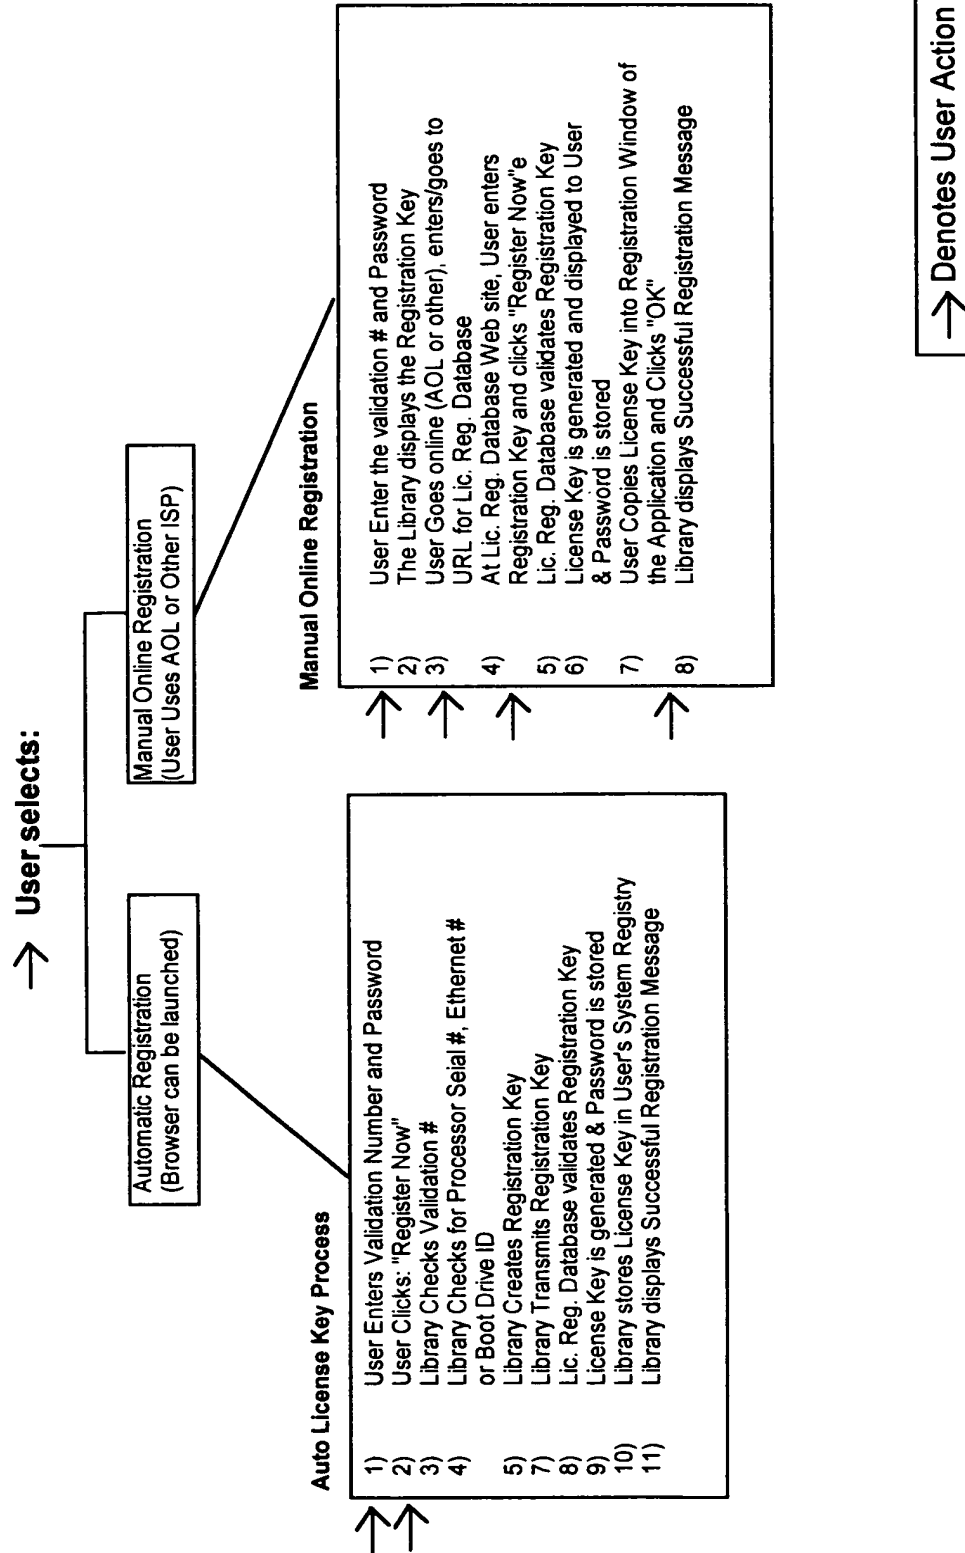 User selects:
Automatic Registration
(Browser can be launched)
Manual Online Registration
(User Uses AOL or Other ISP)
Auto License Key Process
1) User Enters Validation Number and Password
2) User Clicks: "Register Now"
3) Library Checks Validation #
4) Library Checks for Processor Seial #, Ethernet #
or Boot Drive ID
5) Library Creates Registration Key
7) Library Transmits Registration Key
8) Lic. Reg. Database validates Registration Key
9) License Key is generated & Password is stored
10) Library stores License Key in User's System Registry
11) Library displays Successful Registration Message
Manual Online Registration
1) User Enter the validation # and Password
2) The Library displays the Registration Key
3) User Goes online (AOL or other), enters/goes to
URL for Lic. Reg. Database
4) At Lic. Reg. Database Web site, User enters
Registration Key and clicks "Register Now"e
5) Lic. Reg. Database validates Registration Key
6) License Key is generated and displayed to User
& Password is stored
7) User Copies License Key into Registration Window of
the Application and Clicks "OK"
8) Library displays Successful Registration Message
Denotes User Action